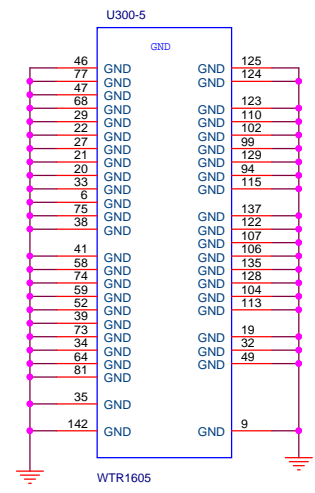 U300-5
GND
46 GND GND 125
77 GND GND 124
47 GND
68 GND GND 123
29 GND GND 110
22 GND GND 102
27 GND GND 99
21 GND GND 129
20 GND GND 94
33 GND GND 115
6 GND
75 GND GND 137
38 GND GND 122
GND 107
41 GND GND 106
58 GND GND 135
74 GND GND 128
59 GND GND 104
52 GND GND 113
39 GND
73 GND GND 19
34 GND GND 32
64 GND GND 49
81 GND
35 GND
142 GND GND 9
WTR1605